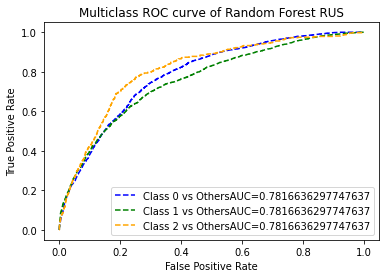 Multiclass ROC curve of Random Forest RUS
True Positive Rate
1.0
0.8
0.6
0.4
0.2
0.0
Class 0 vs OthersAUC=0.7816636297747637
Class 1 vs OthersAUC=0.7816636297747637
Class 2 vs OthersAUC=0.7816636297747637
0.0 0.2 0.4 0.6 0.8 1.0
False Positive Rate